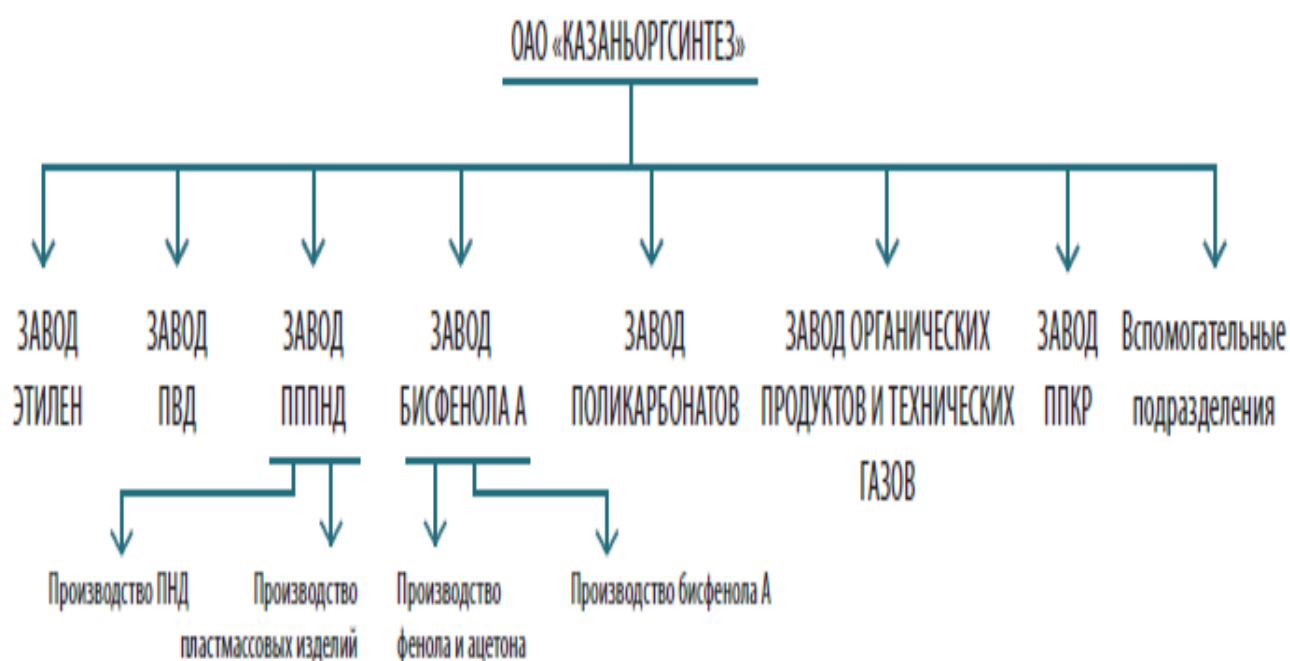 ОАО «КАЗАНЬОРГСИНТЕЗ»
ЗАВОД
ЭТИЛЕН
ЗАВОД
ПВД
ЗАВОД
ПППНД
ЗАВОД
БИСФЕНОЛА А
ЗАВОД
ПОЛИКАРБОНАТОВ
ЗАВОД ОРГАНИЧЕСКИХ
ПРОДУКТОВ И ТЕХНИЧЕСКИХ
ГАЗОВ
ЗАВОД
ППКР
Вспомогательные
подразделения
Производство ПНД
Производство
пластмассовых изделий
Производство
фенола и ацетона
Производство бисфенола А